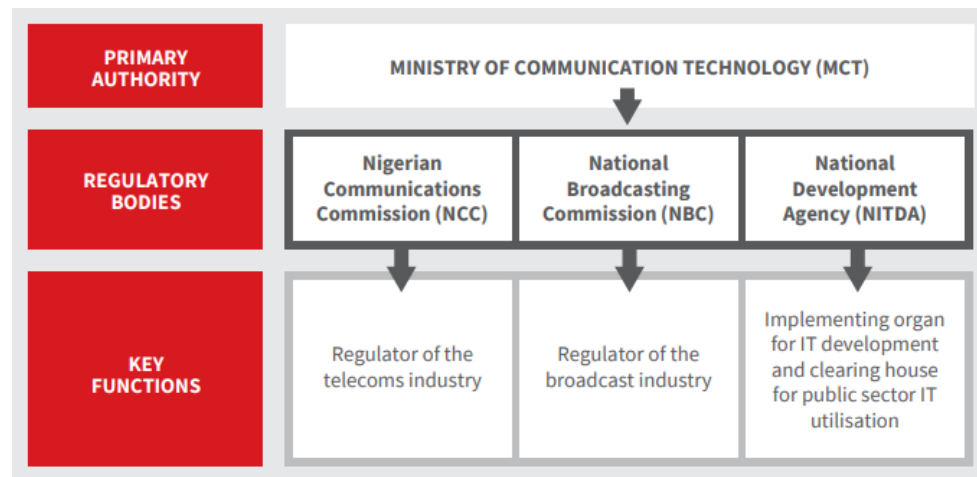 PRIMARY
AUTHORITY
MINISTRY OF COMMUNICATION TECHNOLOGY (MCT)
REGULATORY
BODIES
Nigerian
Communications
Commission (NCC)
National
Broadcasting
Commission (NBC)
National
Development
Agency (NITDA)
KEY
FUNCTIONS
Regulator of the
telecoms industry
Regulator of the
broadcast industry
Implementing organ
for IT development
and clearing house
for public sector IT
utilisation